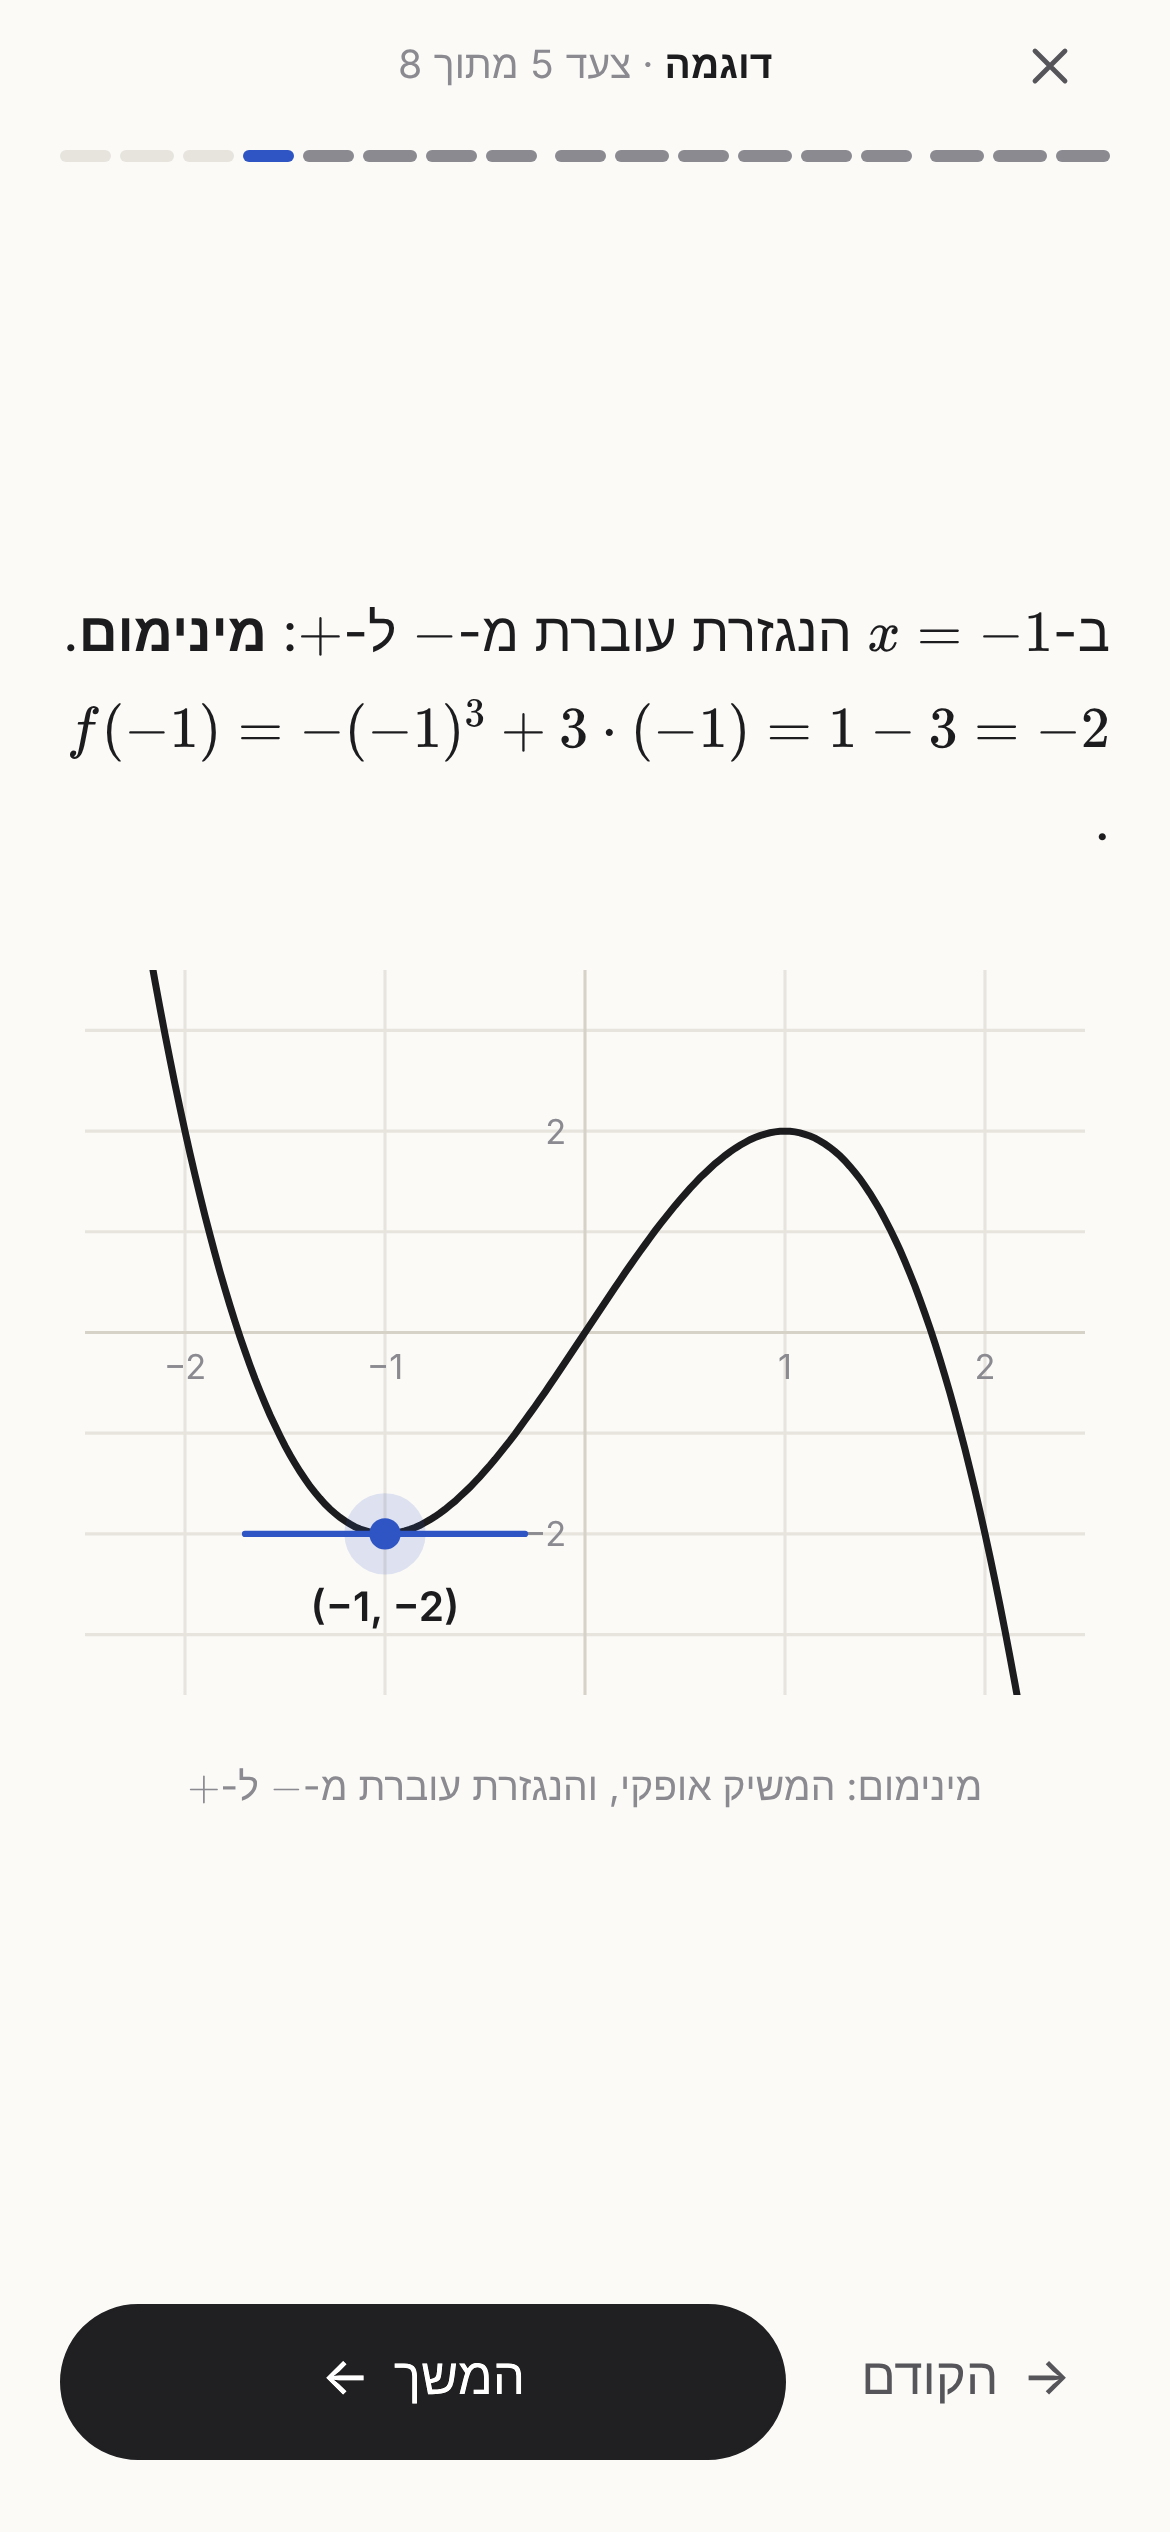 דוגמה · צעד 5 מתוך 8
ב-x = −1 הנגזרת עוברת מ-− ל-+: מינימום.
f(−1) = −(−1)³ + 3 · (−1) = 1 − 3 = −2
.
2
−2
−1
1
2
−2
(−1, −2)
מינימום: המשיק אופקי, והנגזרת עוברת מ-− ל-+
→ הקודם
המשך ←